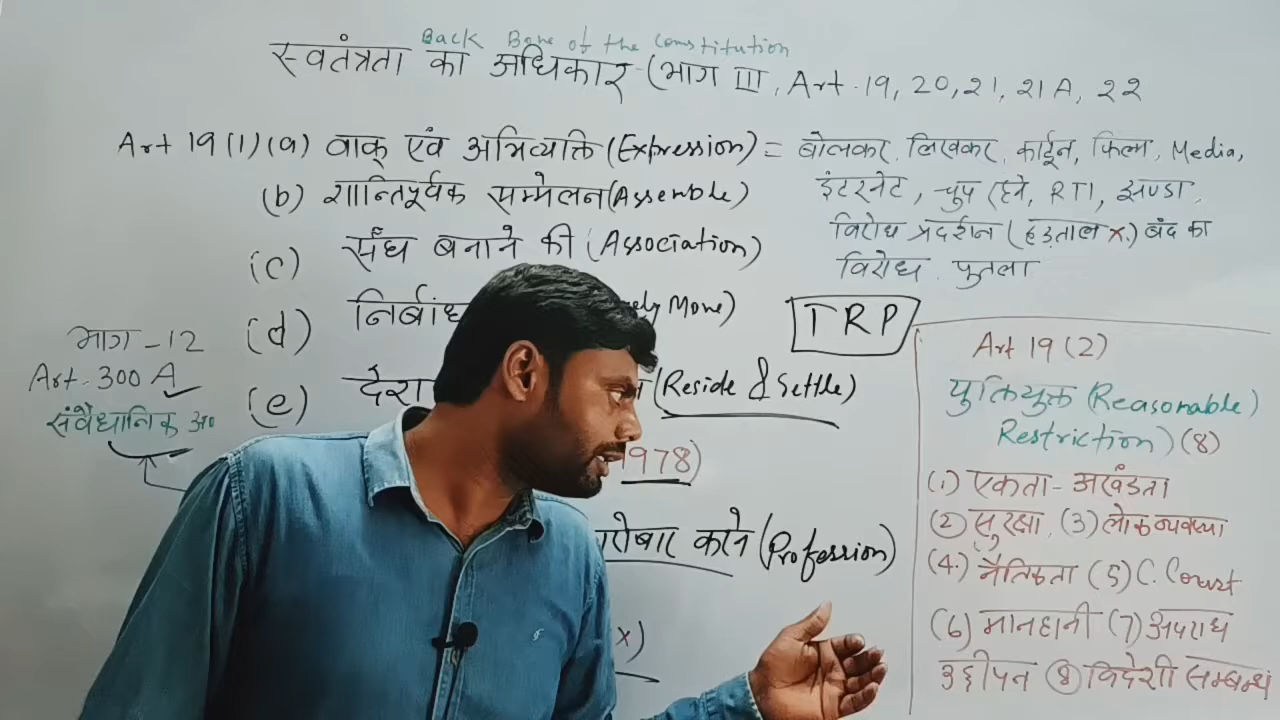 Back Bone of the Constitution
स्वतंत्रता का अधिकार (भाग III, Art. 19, 20, 21, 21A, 22
Art 19(1)(a) वाक् एवं अभिव्यक्ति (Expression) = बोलकर, लिखकर, कार्टून, फिल्म, Media,
इंटरनेट, चुप रहने, RTI, झण्डा,
विरोध प्रदर्शन (हड़ताल x.) बंद का
विरोध. पुतला
(b) शान्तिपूर्वक सम्मेलन (Assemble)
(c) संघ बनाने की (Association)
(d) निर्बाध Move)
(e) (Reside & Settle)
1978)
कारोबार करने (Profession)
x)
TRP
भाग - 12
Art. 300 A
संवैधानिक अ०
Art 19(2)
युक्तियुक्त (Reasonable)
Restriction) (8)
(1) एकता - अखंडता
(2) सुरक्षा, (3) लोकव्यवस्था
(4.) नैतिकता (5) C. Court
(6) मानहानी (7) अपराध
उद्दीपन (8) विदेशी सम्बन्ध